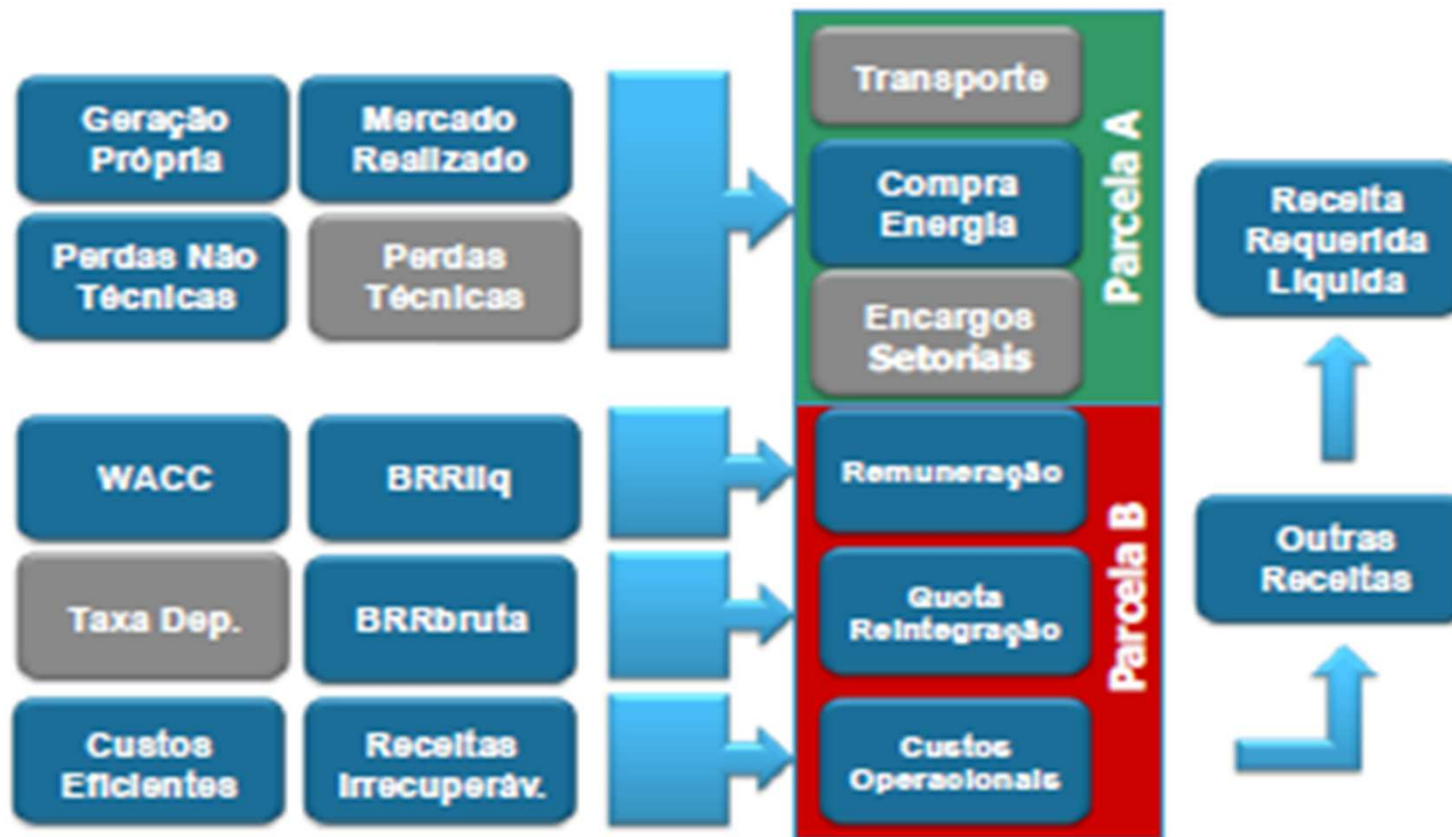 Geração
Própria
Mercado
Realizado
Perdas Não
Técnicas
Perdas
Técnicas
Transporte
Compra
Energia
Encargos
Setoriais
Parcela A
WACC
BRRliq
Taxa Dep.
BRRbruta
Custos
Eficientes
Receitas
Irrecuperáv.
Remuneração
Quota
Reintegração
Custos
Operacionais
Parcela B
Receita
Requerida
Líquida
Outras
Receitas